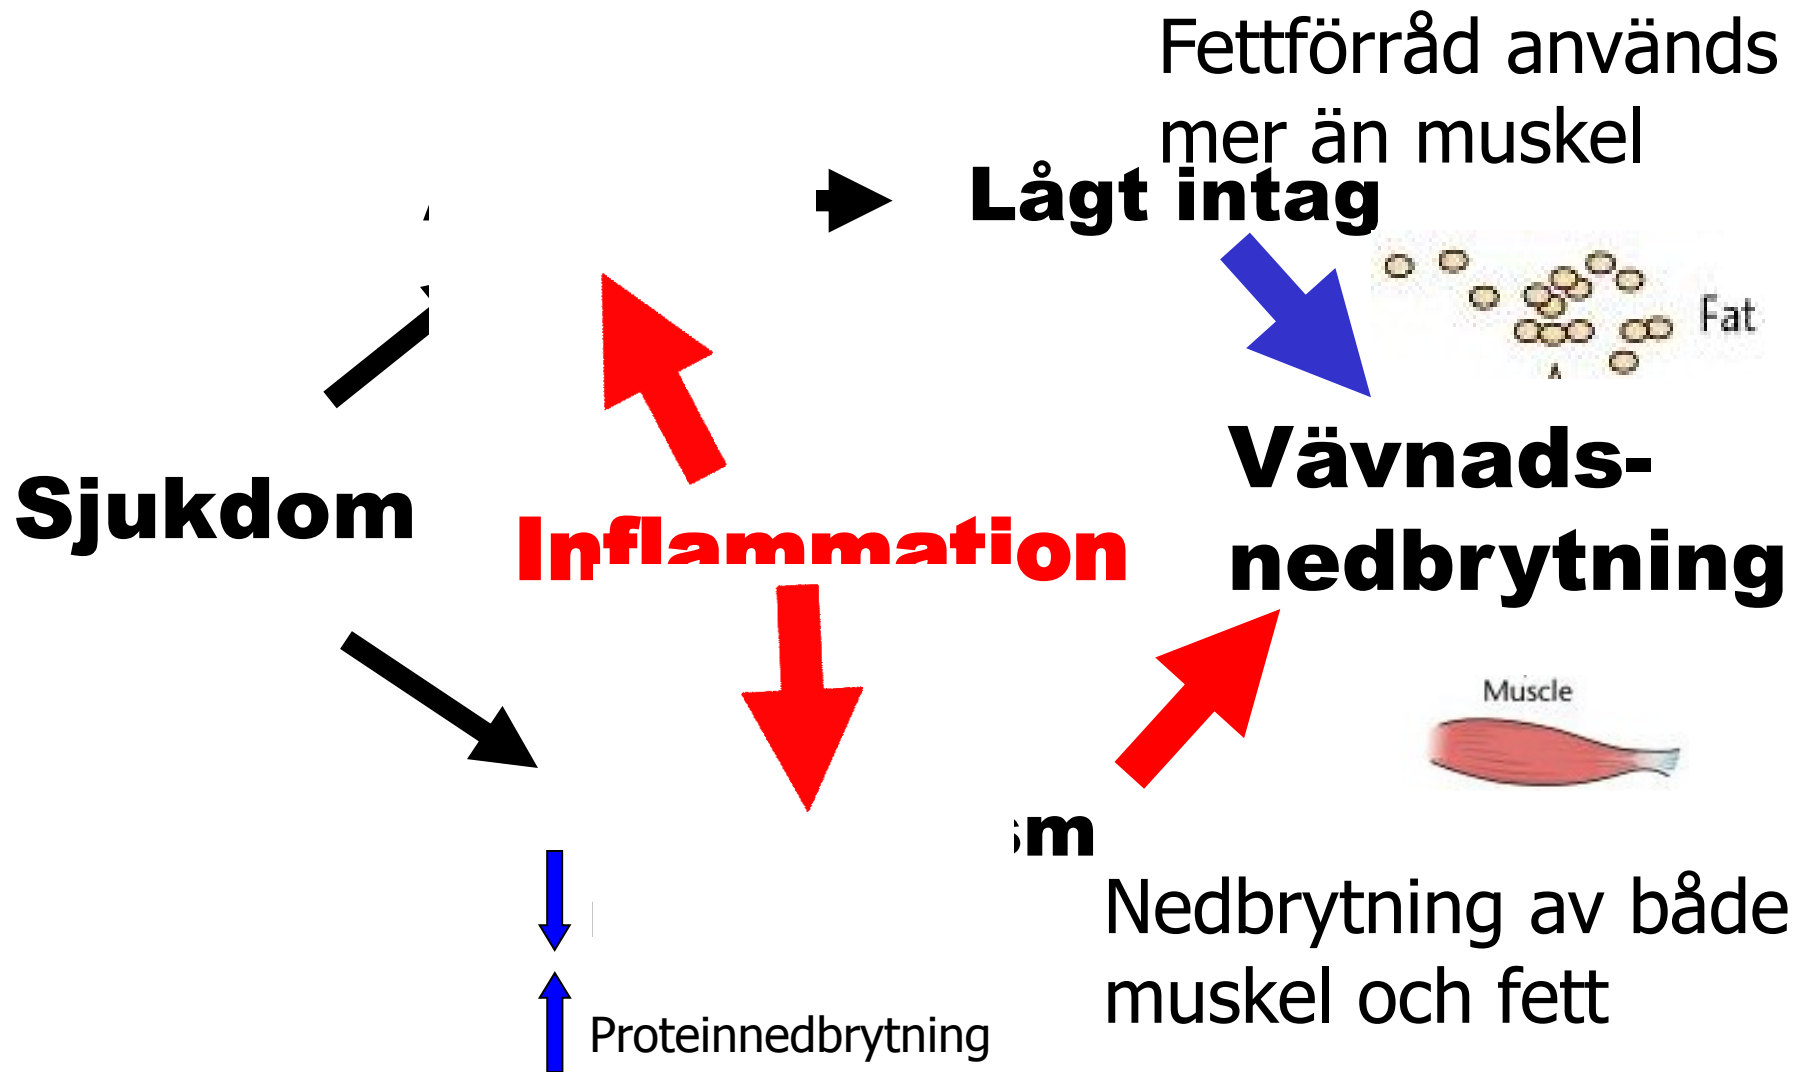 Fettförråd används
mer än muskel
Lågt intag
Fat
Vävnads-
nedbrytning
Sjukdom
Inflammation
Muscle
Nedbrytning av både
muskel och fett
Proteinnedbrytning